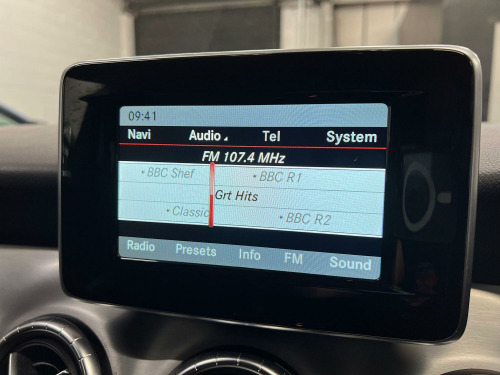 09:41
Navi Audio Tel System
FM 107.4 MHz
• BBC Shef • BBC R1
Grt Hits
• Classic • BBC R2
Radio Presets Info FM Sound